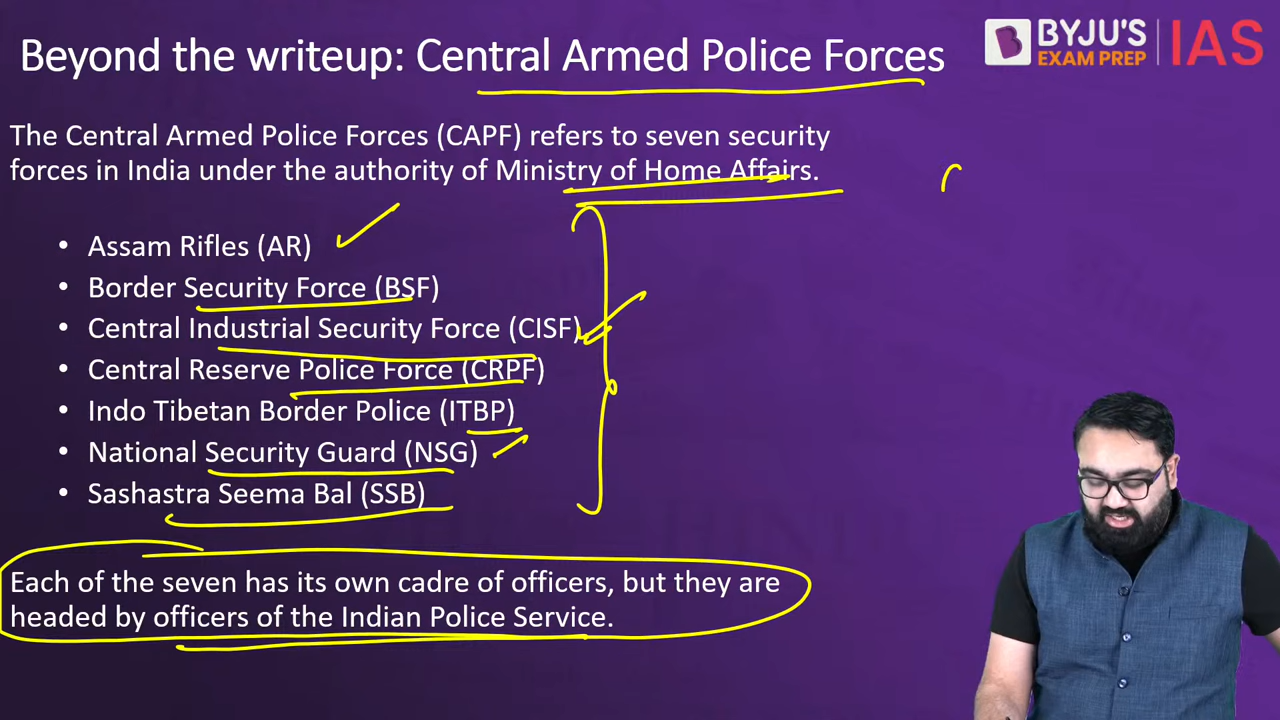 Beyond the writeup: Central Armed Police Forces
BYJU'S
EXAM PREP
IAS
The Central Armed Police Forces (CAPF) refers to seven security
forces in India under the authority of Ministry of Home Affairs.
• Assam Rifles (AR)
• Border Security Force (BSF)
• Central Industrial Security Force (CISF)
• Central Reserve Police Force (CRPF)
• Indo Tibetan Border Police (ITBP)
• National Security Guard (NSG)
• Sashastra Seema Bal (SSB)
Each of the seven has its own cadre of officers, but they are
headed by officers of the Indian Police Service.